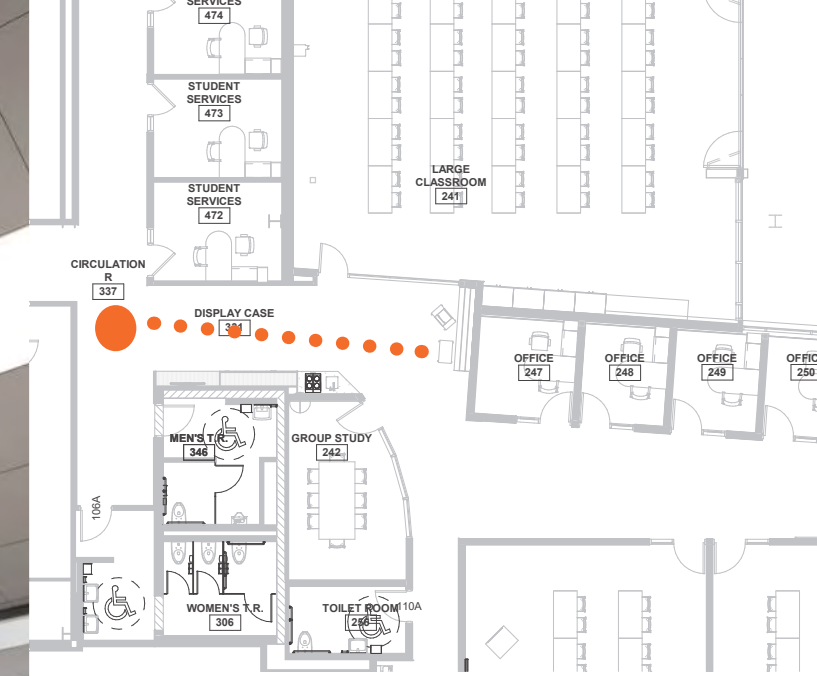 SERVICES
474
STUDENT
SERVICES
473
LARGE
CLASSROOM
241
STUDENT
SERVICES
472
CIRCULATION
R
337
DISPLAY CASE
OFFICE
247
OFFICE
248
OFFICE
249
250
MEN'S T.R.
346
GROUP STUDY
242
106A
WOMEN'S T.R.
306
TOILET ROOM
110A